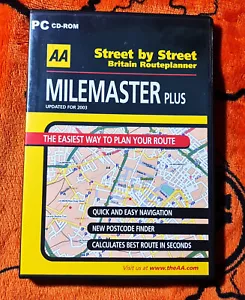 PC CD-ROM
AA
Street by Street
Britain Routeplanner
MILEMASTER PLUS
UPDATED FOR 2003
THE EASIEST WAY TO PLAN YOUR ROUTE
QUICK AND EASY NAVIGATION
NEW POSTCODE FINDER
CALCULATES BEST ROUTE IN SECONDS
Visit us at www.theAA.com